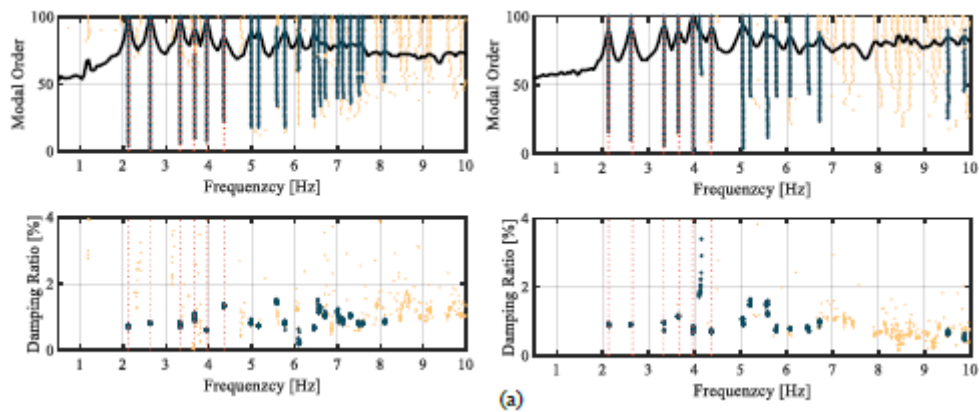 100
50
0
Modal Order
1 2 3 4 5 6 7 8 9 10
Frequenzcy [Hz]
100
50
0
Modal Order
1 2 3 4 5 6 7 8 9 10
Frequenzcy [Hz]
4
2
0
Damping Ratio [%]
1 2 3 4 5 6 7 8 9 10
Frequenzcy [Hz]
4
2
0
Damping Ratio [%]
1 2 3 4 5 6 7 8 9 10
Frequenzcy [Hz]
(a)